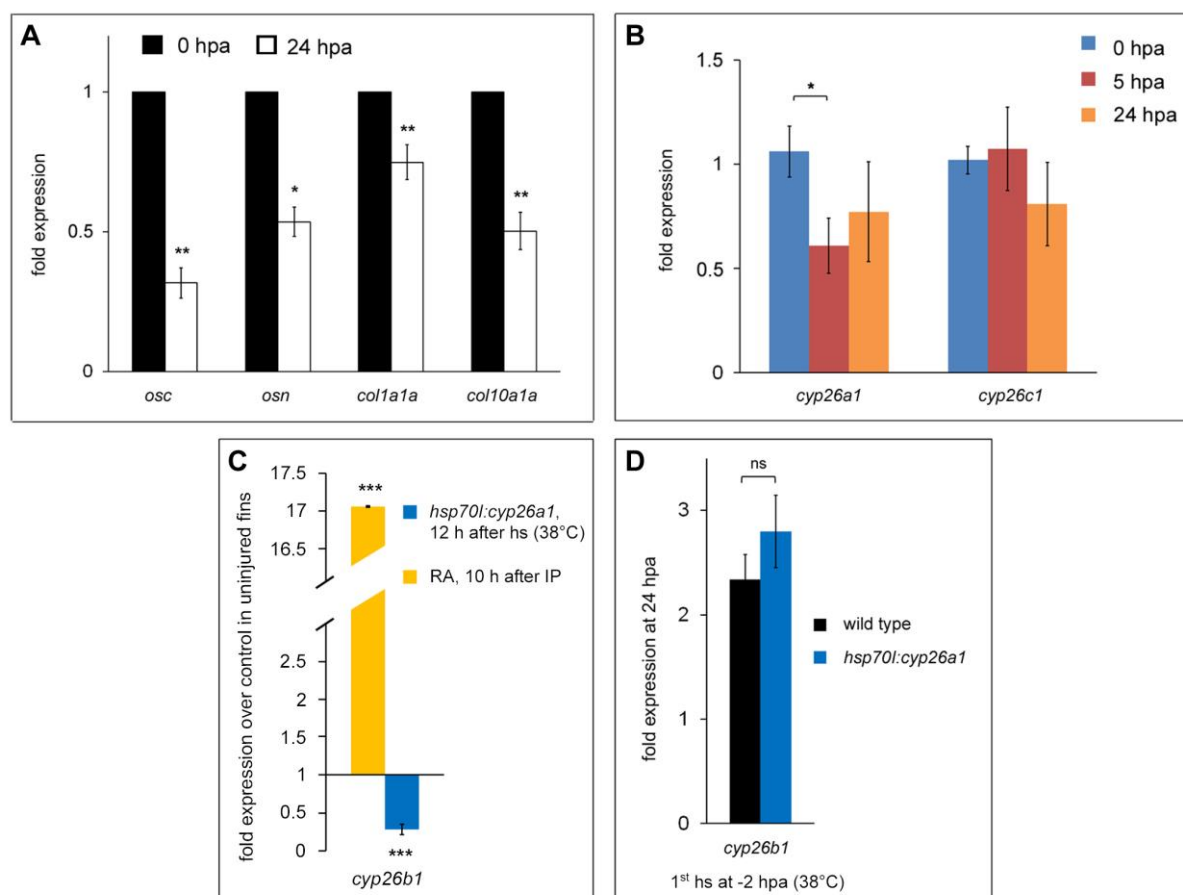 A
0 hpa
24 hpa
fold expression
1
0.5
0
**
*
**
**
osc
osn
col1a1a
col10a1a
B
0 hpa
5 hpa
24 hpa
fold expression
1.5
1
0.5
0
*
cyp26a1
cyp26c1
C
fold expression over control in uninjured fins
17.5
17
16.5
2.5
2
1.5
1
0.5
0
***
hsp70l:cyp26a1,
12 h after hs (38°C)
RA, 10 h after IP
***
cyp26b1
D
ns
fold expression at 24 hpa
3
2
1
0
wild type
hsp70l:cyp26a1
cyp26b1
1st hs at -2 hpa (38°C)